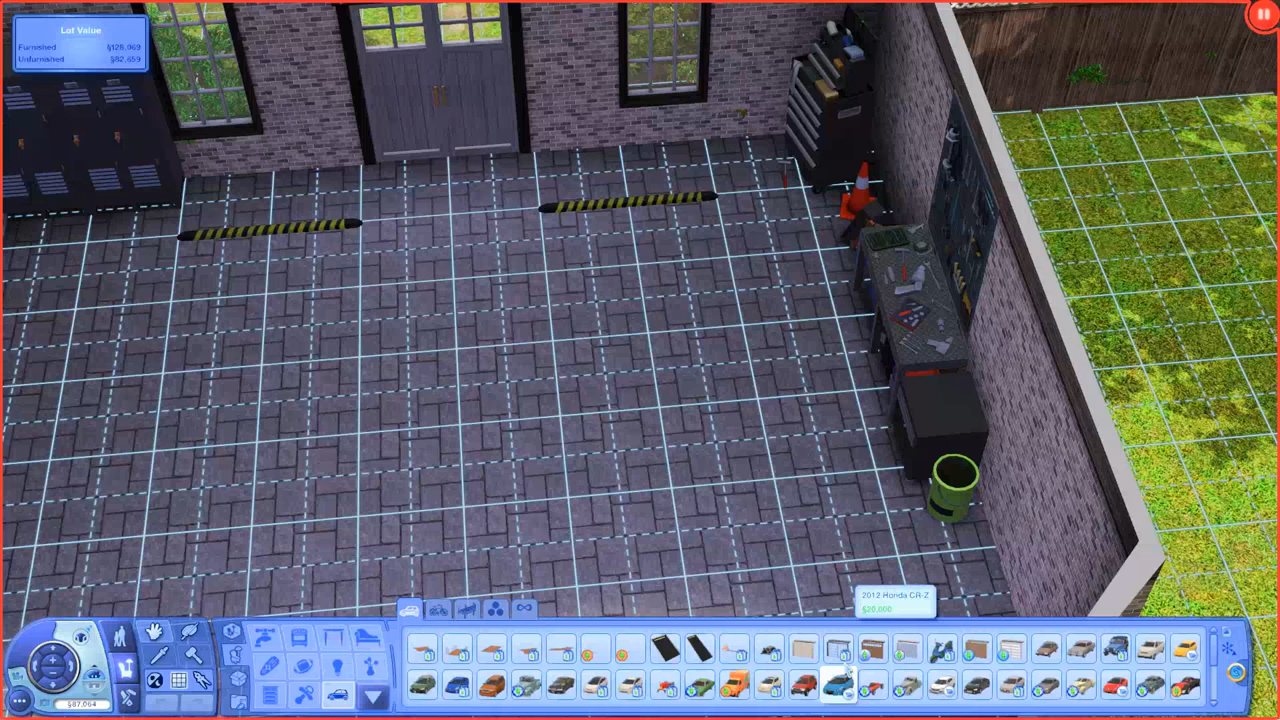 Lot Value
Furnished §128,069
Unfurnished §82,659
2012 Honda CR-Z
§20,000
§87,064